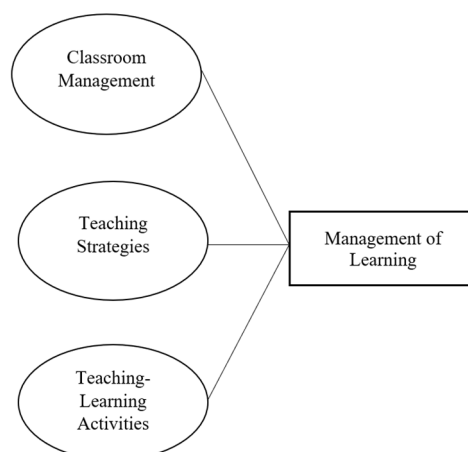 Classroom
Management
Teaching
Strategies
Management of
Learning
Teaching-
Learning
Activities